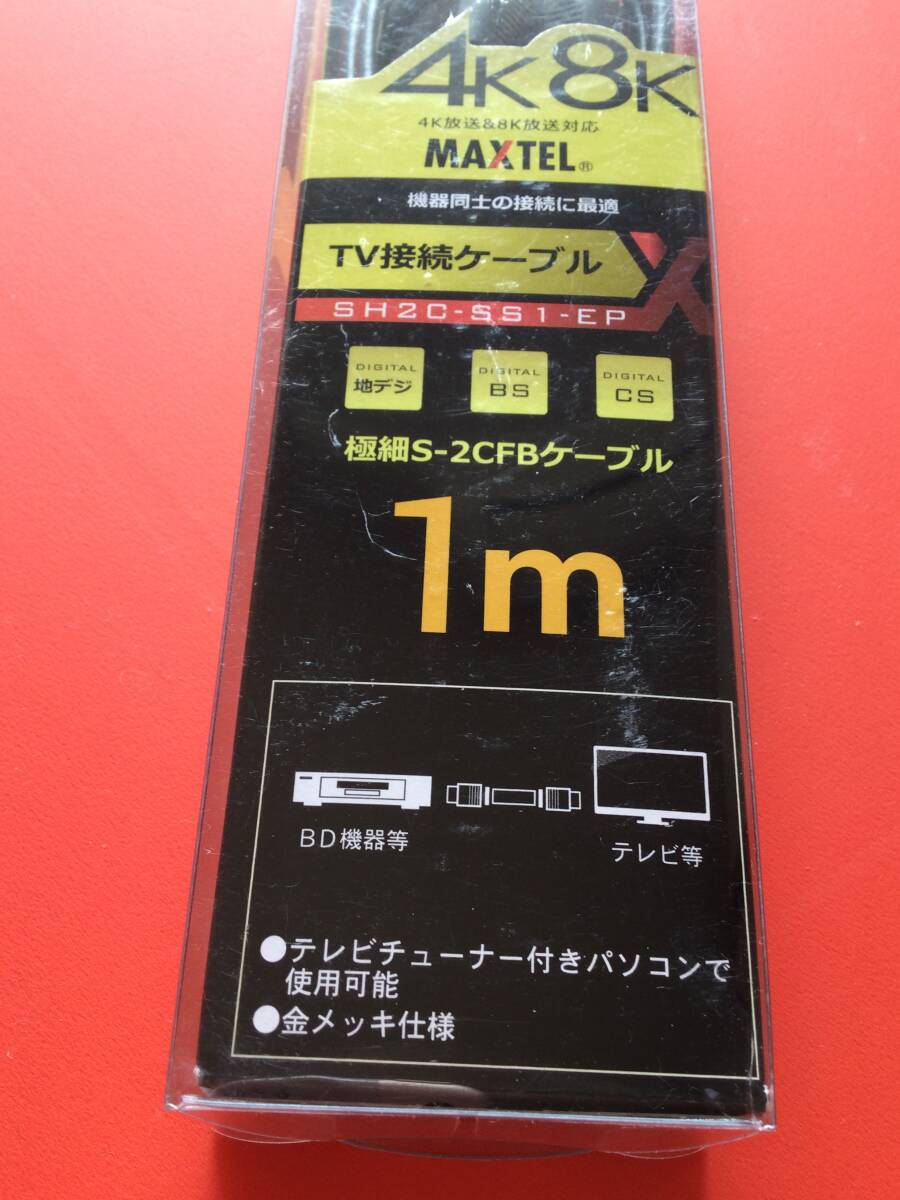 4K 8K
4K放送&8K放送対応
MAXTEL®
機器同士の接続に最適
TV接続ケーブル
SH2C-SS1-EP
DIGITAL
地デジ
DIGITAL
BS
DIGITAL
CS
極細S-2CFBケーブル
1m
BD機器等
テレビ等
●テレビチューナー付きパソコンで
使用可能
●金メッキ仕様